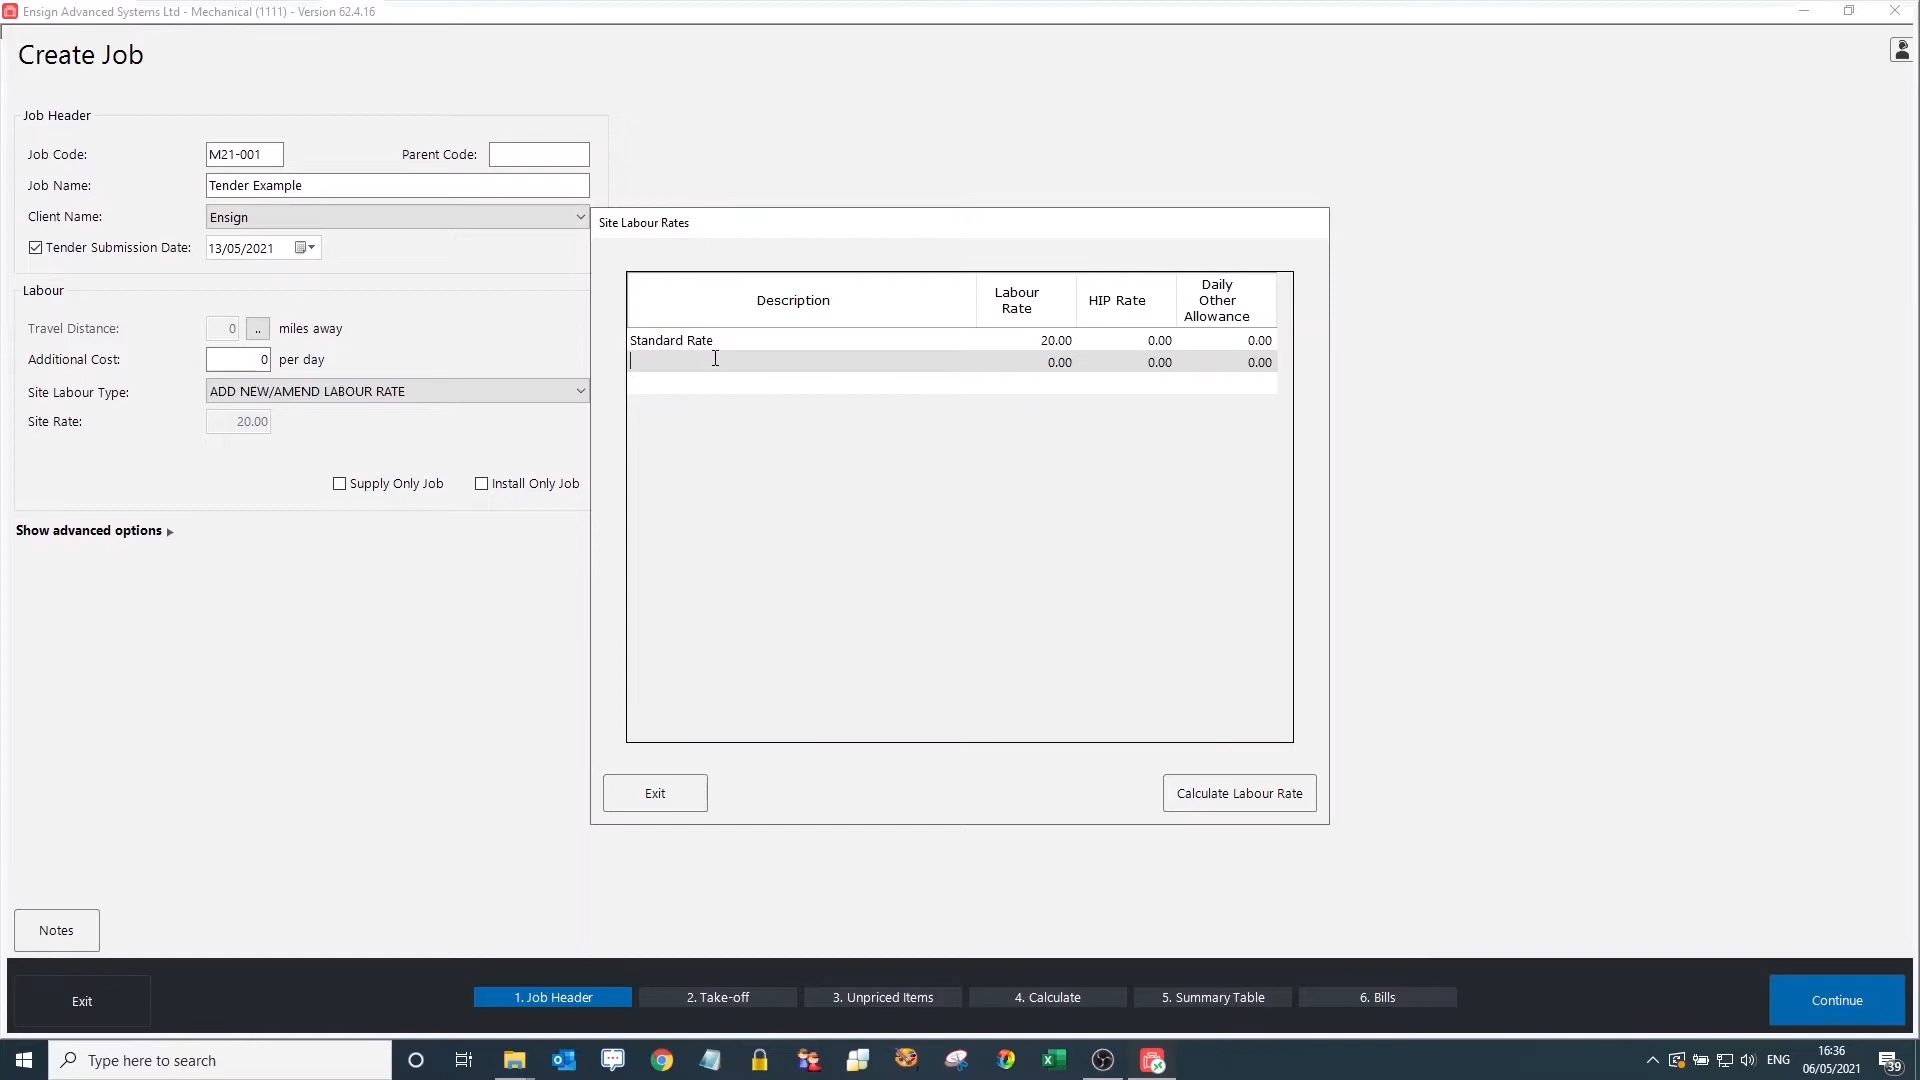 Ensign Advanced Systems Ltd - Mechanical (1111) - Version 62.4.16
Create Job
Job Header
Job Code:
M21-001
Parent Code:
Job Name:
Tender Example
Client Name:
Ensign
Tender Submission Date:
13/05/2021
Labour
Travel Distance:
0
..
miles away
Additional Cost:
0
per day
Site Labour Type:
ADD NEW/AMEND LABOUR RATE
Site Rate:
20.00
Supply Only Job
Install Only Job
Show advanced options
Site Labour Rates
Description
Labour
Rate
HIP Rate
Daily
Other
Allowance
Standard Rate 20.00 0.00 0.00
0.00 0.00 0.00
Exit
Calculate Labour Rate
Notes
Exit
1. Job Header
2. Take-off
3. Unpriced Items
4. Calculate
5. Summary Table
6. Bills
Continue
Type here to search
ENG
16:36
06/05/2021
39